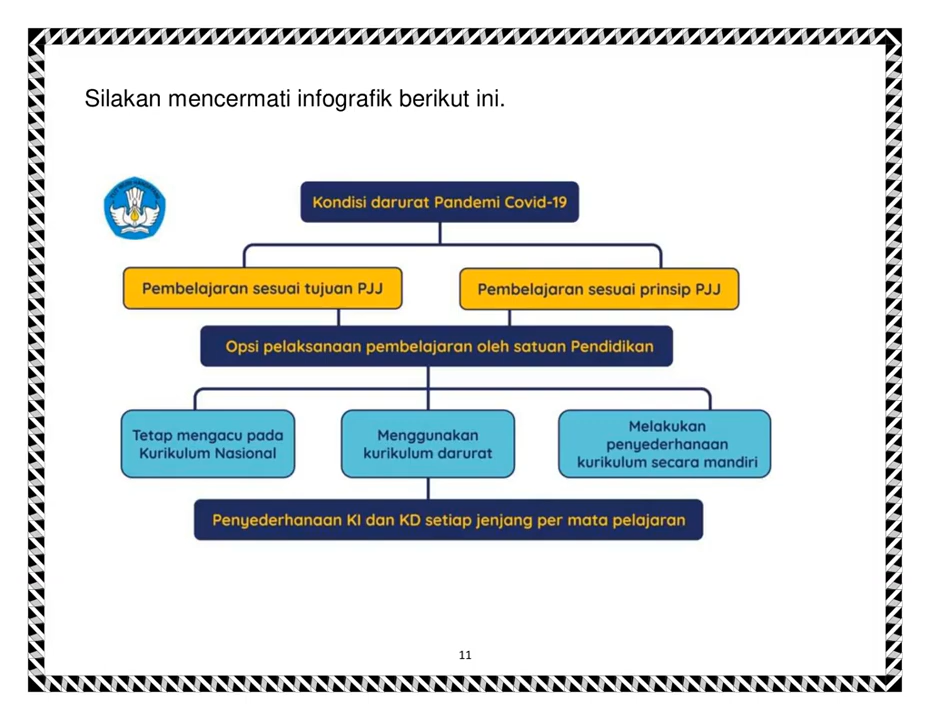 Silakan mencermati infografik berikut ini.
Kondisi darurat Pandemi Covid-19
Pembelajaran sesuai tujuan PJJ
Pembelajaran sesuai prinsip PJJ
Opsi pelaksanaan pembelajaran oleh satuan Pendidikan
Tetap mengacu pada
Kurikulum Nasional
Menggunakan
kurikulum darurat
Melakukan
penyederhanaan
kurikulum secara mandiri
Penyederhanaan KI dan KD setiap jenjang per mata pelajaran
11